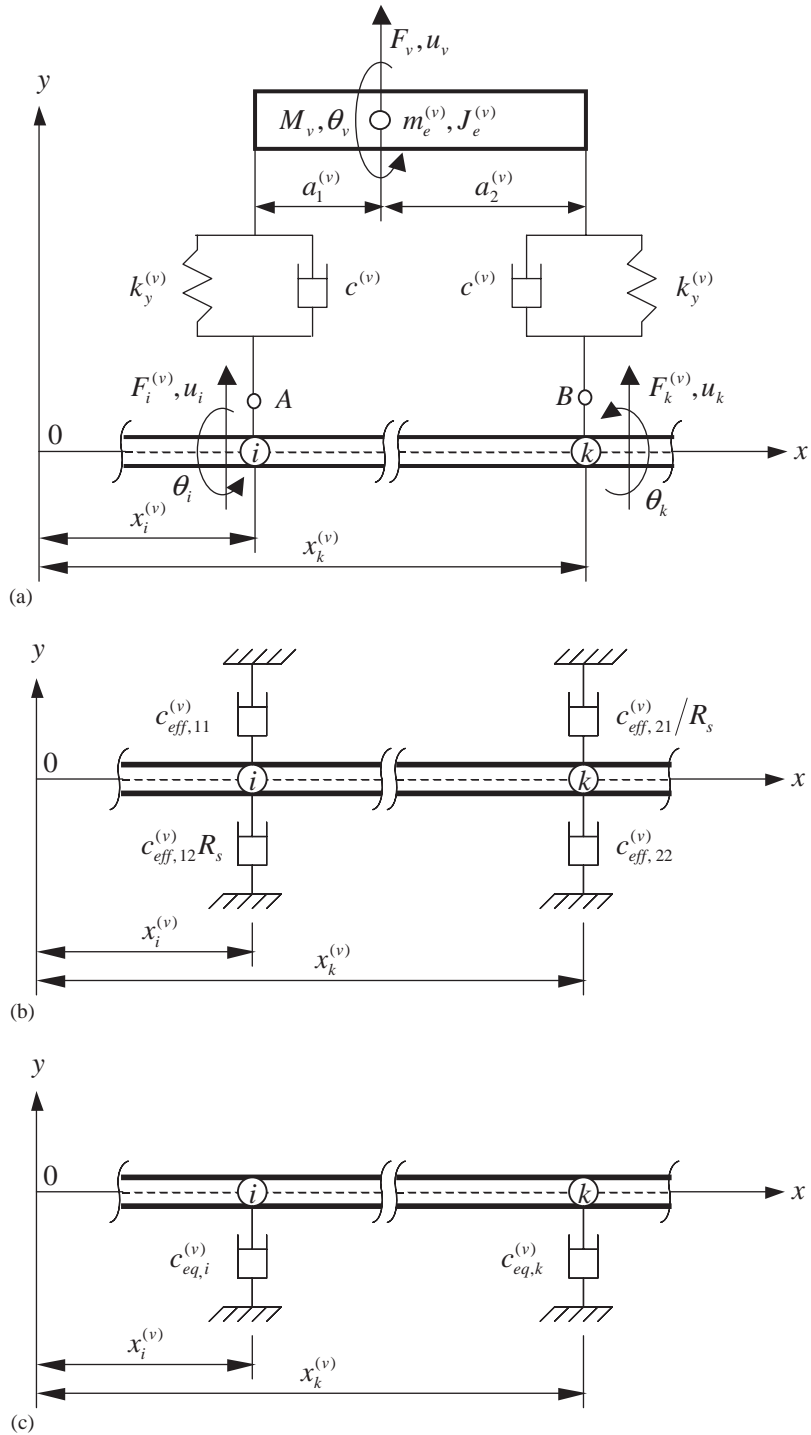 F_v, u_v
y
M_v, θ_v
m_e^(v), J_e^(v)
a_1^(v)
a_2^(v)
k_y^(v)
c^(v)
c^(v)
k_y^(v)
F_i^(v), u_i
A
B
F_k^(v), u_k
0
i
k
x
θ_i
θ_k
x_i^(v)
x_k^(v)
(a)
y
c_eff,11^(v)
c_eff,21^(v)/R_s
0
i
k
x
c_eff,12^(v) R_s
c_eff,22^(v)
x_i^(v)
x_k^(v)
(b)
y
0
i
k
x
c_eq,i^(v)
c_eq,k^(v)
x_i^(v)
x_k^(v)
(c)